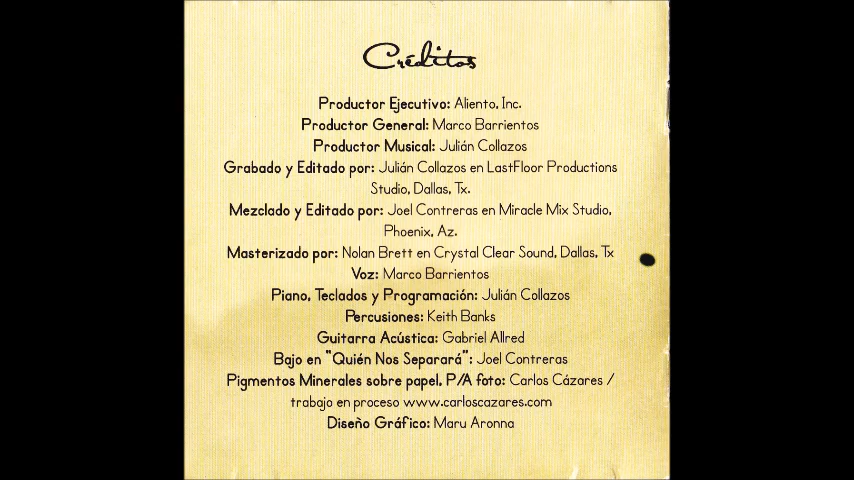 Créditos
Productor Ejecutivo: Aliento, Inc.
Productor General: Marco Barrientos
Productor Musical: Julián Collazos
Grabado y Editado por: Julián Collazos en LastFloor Productions
Studio, Dallas, Tx.
Mezclado y Editado por: Joel Contreras en Miracle Mix Studio,
Phoenix, Az.
Masterizado por: Nolan Brett en Crystal Clear Sound, Dallas, Tx
Voz: Marco Barrientos
Piano, Teclados y Programación: Julián Collazos
Percusiones: Keith Banks
Guitarra Acústica: Gabriel Allred
Bajo en "Quién Nos Separará": Joel Contreras
Pigmentos Minerales sobre papel, P/A foto: Carlos Cázares /
trabajo en proceso www.carloscazares.com
Diseño Gráfico: Maru Aronna